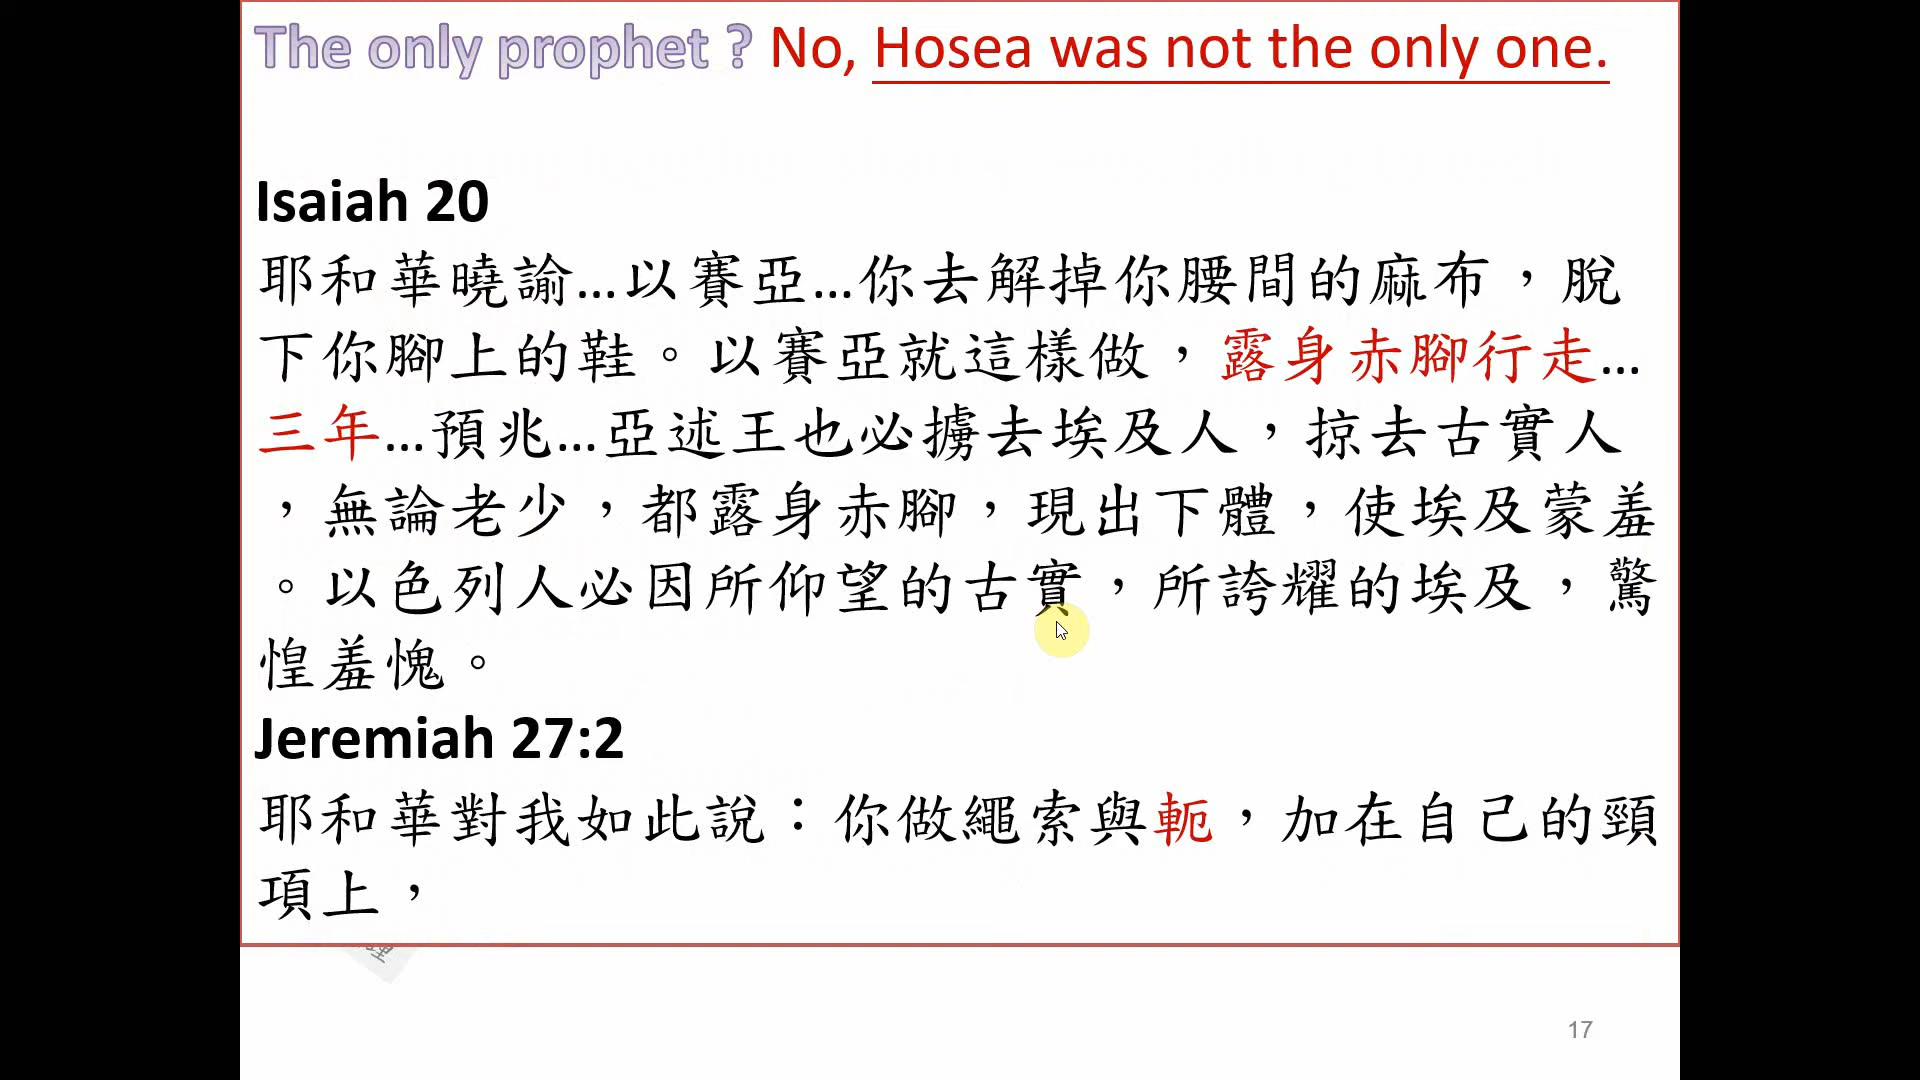 The only prophet ? No, Hosea was not the only one.
Isaiah 20
耶和華曉諭...以賽亞...你去解掉你腰間的麻布，脫
下你腳上的鞋。以賽亞就這樣做，露身赤腳行走...
三年...預兆...亞述王也必擄去埃及人，掠去古實人
，無論老少，都露身赤腳，現出下體，使埃及蒙羞
。以色列人必因所仰望的古實，所誇耀的埃及，驚
惶羞愧。
Jeremiah 27:2
耶和華對我如此說：你做繩索與軛，加在自己的頸
項上，
理
17